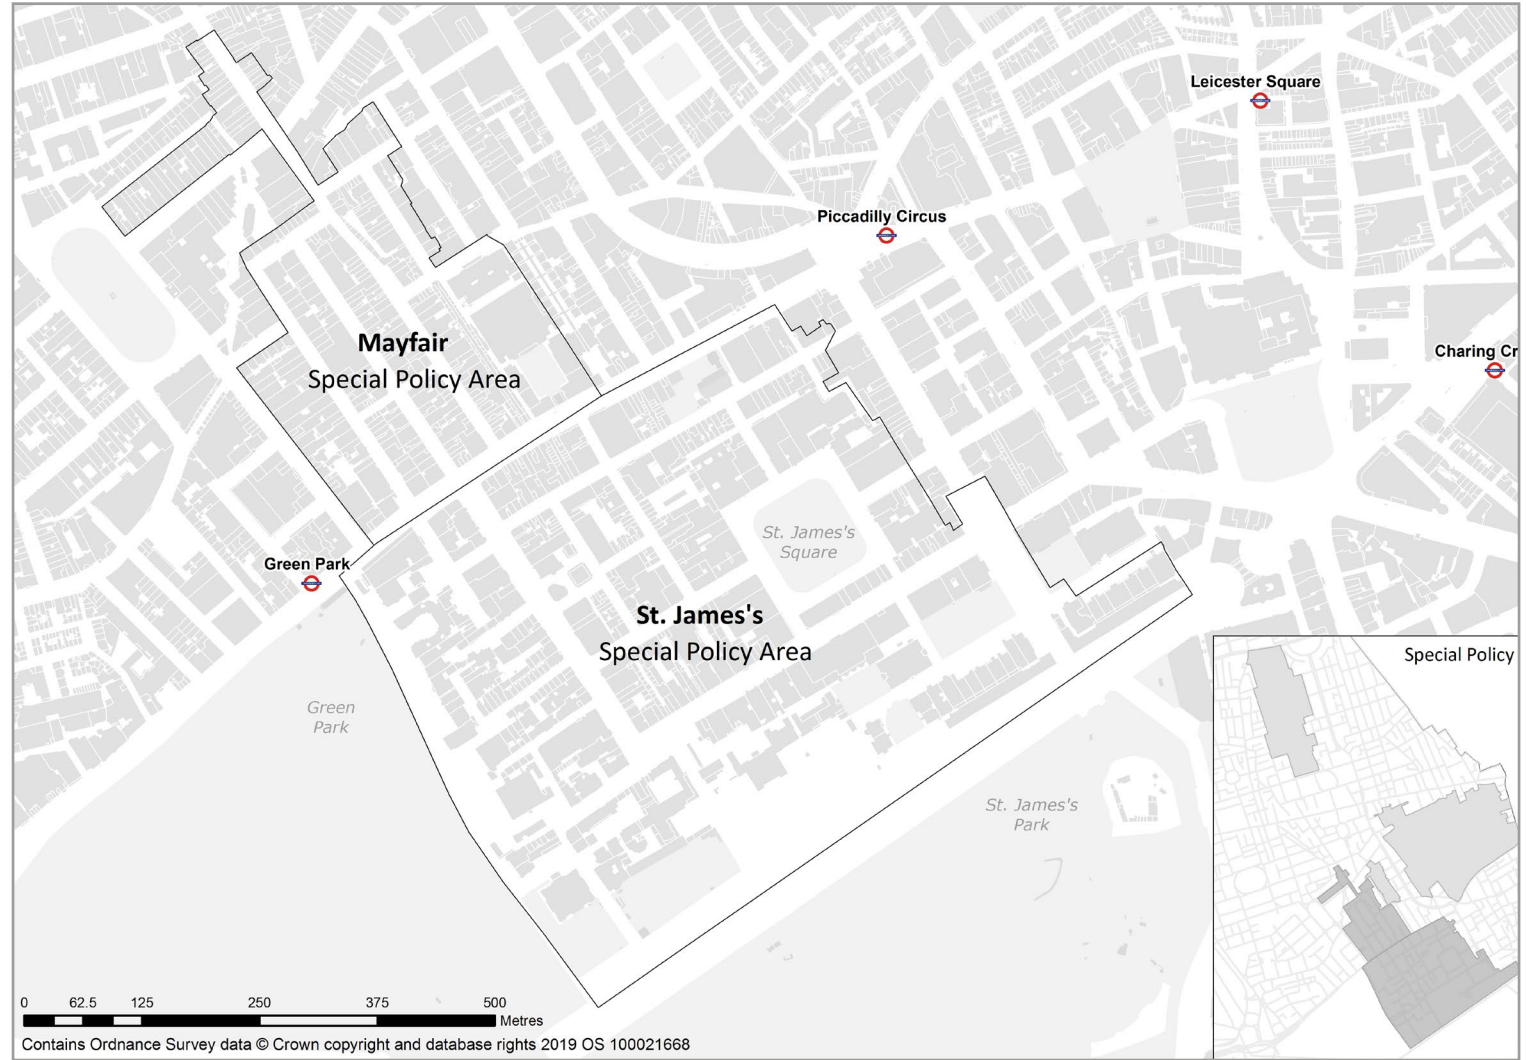 Leicester Square
Piccadilly Circus
Mayfair
Special Policy Area
Charing Cr
St. James's
Square
Green Park
St. James's
Special Policy Area
Special Policy
Green
Park
St. James's
Park
0 62.5 125 250 375 500
Metres
Contains Ordnance Survey data © Crown copyright and database rights 2019 OS 100021668